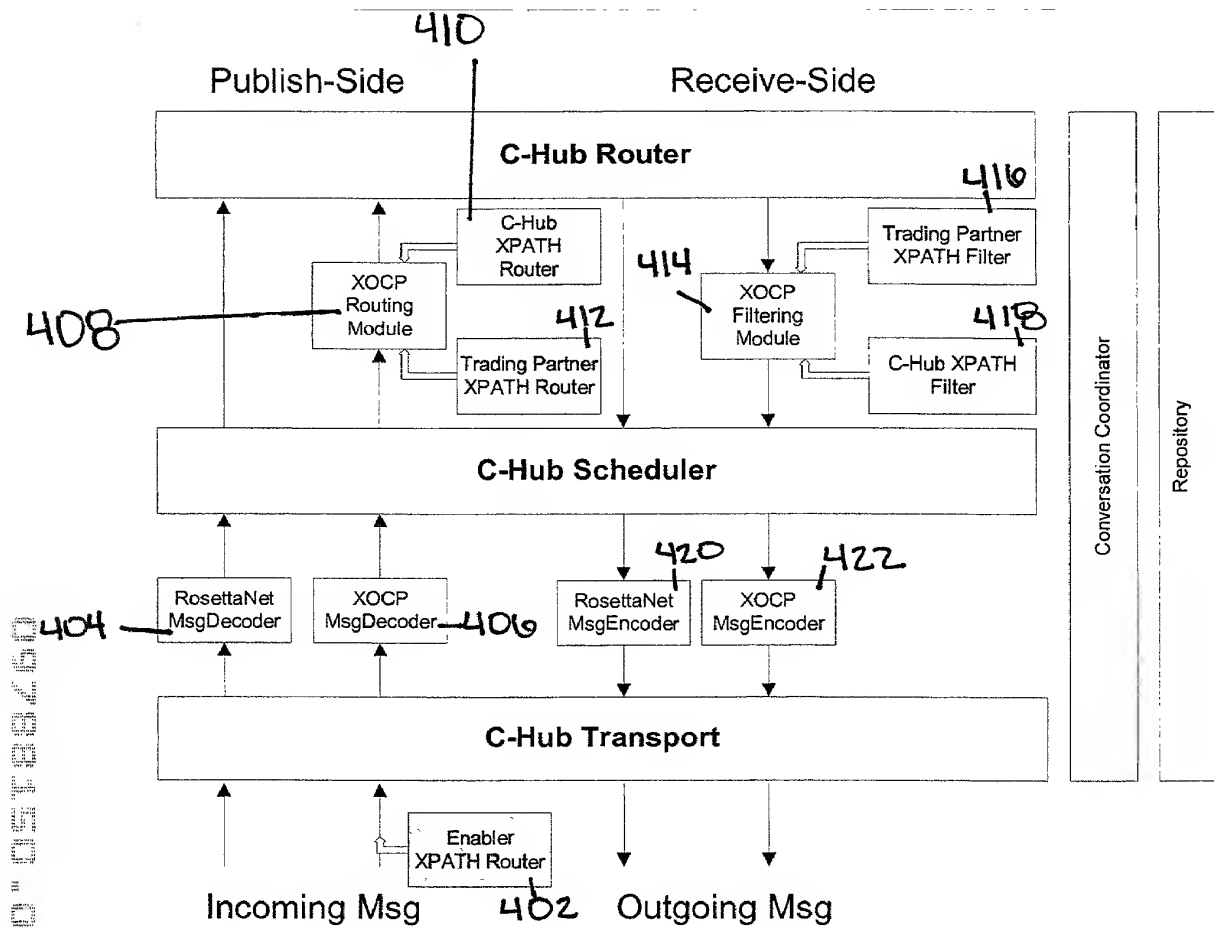 410
Publish-Side
Receive-Side
C-Hub Router
416
C-Hub
XPATH
Router
Trading Partner
XPATH Filter
414
XOCP
Routing
Module
XOCP
Filtering
Module
408
412
418
Trading Partner
XPATH Router
C-Hub XPATH
Filter
C-Hub Scheduler
Conversation Coordinator
Repository
420
422
RosettaNet
MsgDecoder
XOCP
MsgDecoder
RosettaNet
MsgEncoder
XOCP
MsgEncoder
404
406
C-Hub Transport
Enabler
XPATH Router
Incoming Msg
402
Outgoing Msg